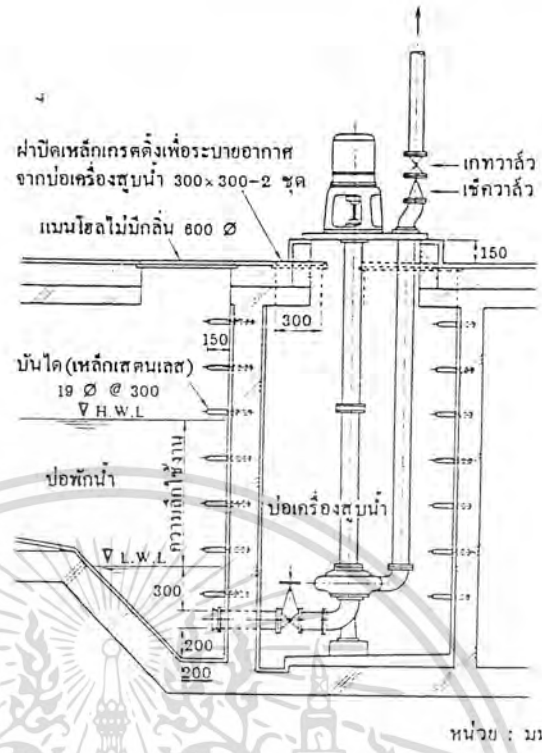 ฝาปิดเหล็กเกรตติ้งเพื่อระบายอากาศ
จากบ่อเครื่องสูบน้ำ 300×300-2 ชุด
แมนโฮลไม่มีกลิ่น 600 Ø
เกทวาล์ว
เช็ควาล์ว
150
300
150
บันได(เหล็กเสตนเลส)
19 Ø @ 300
∇ H.W.L
บ่อพักน้ำ
ความลึกใช้งาน
บ่อเครื่องสูบน้ำ
∇ L.W.L
300
200
200
หน่วย : มม